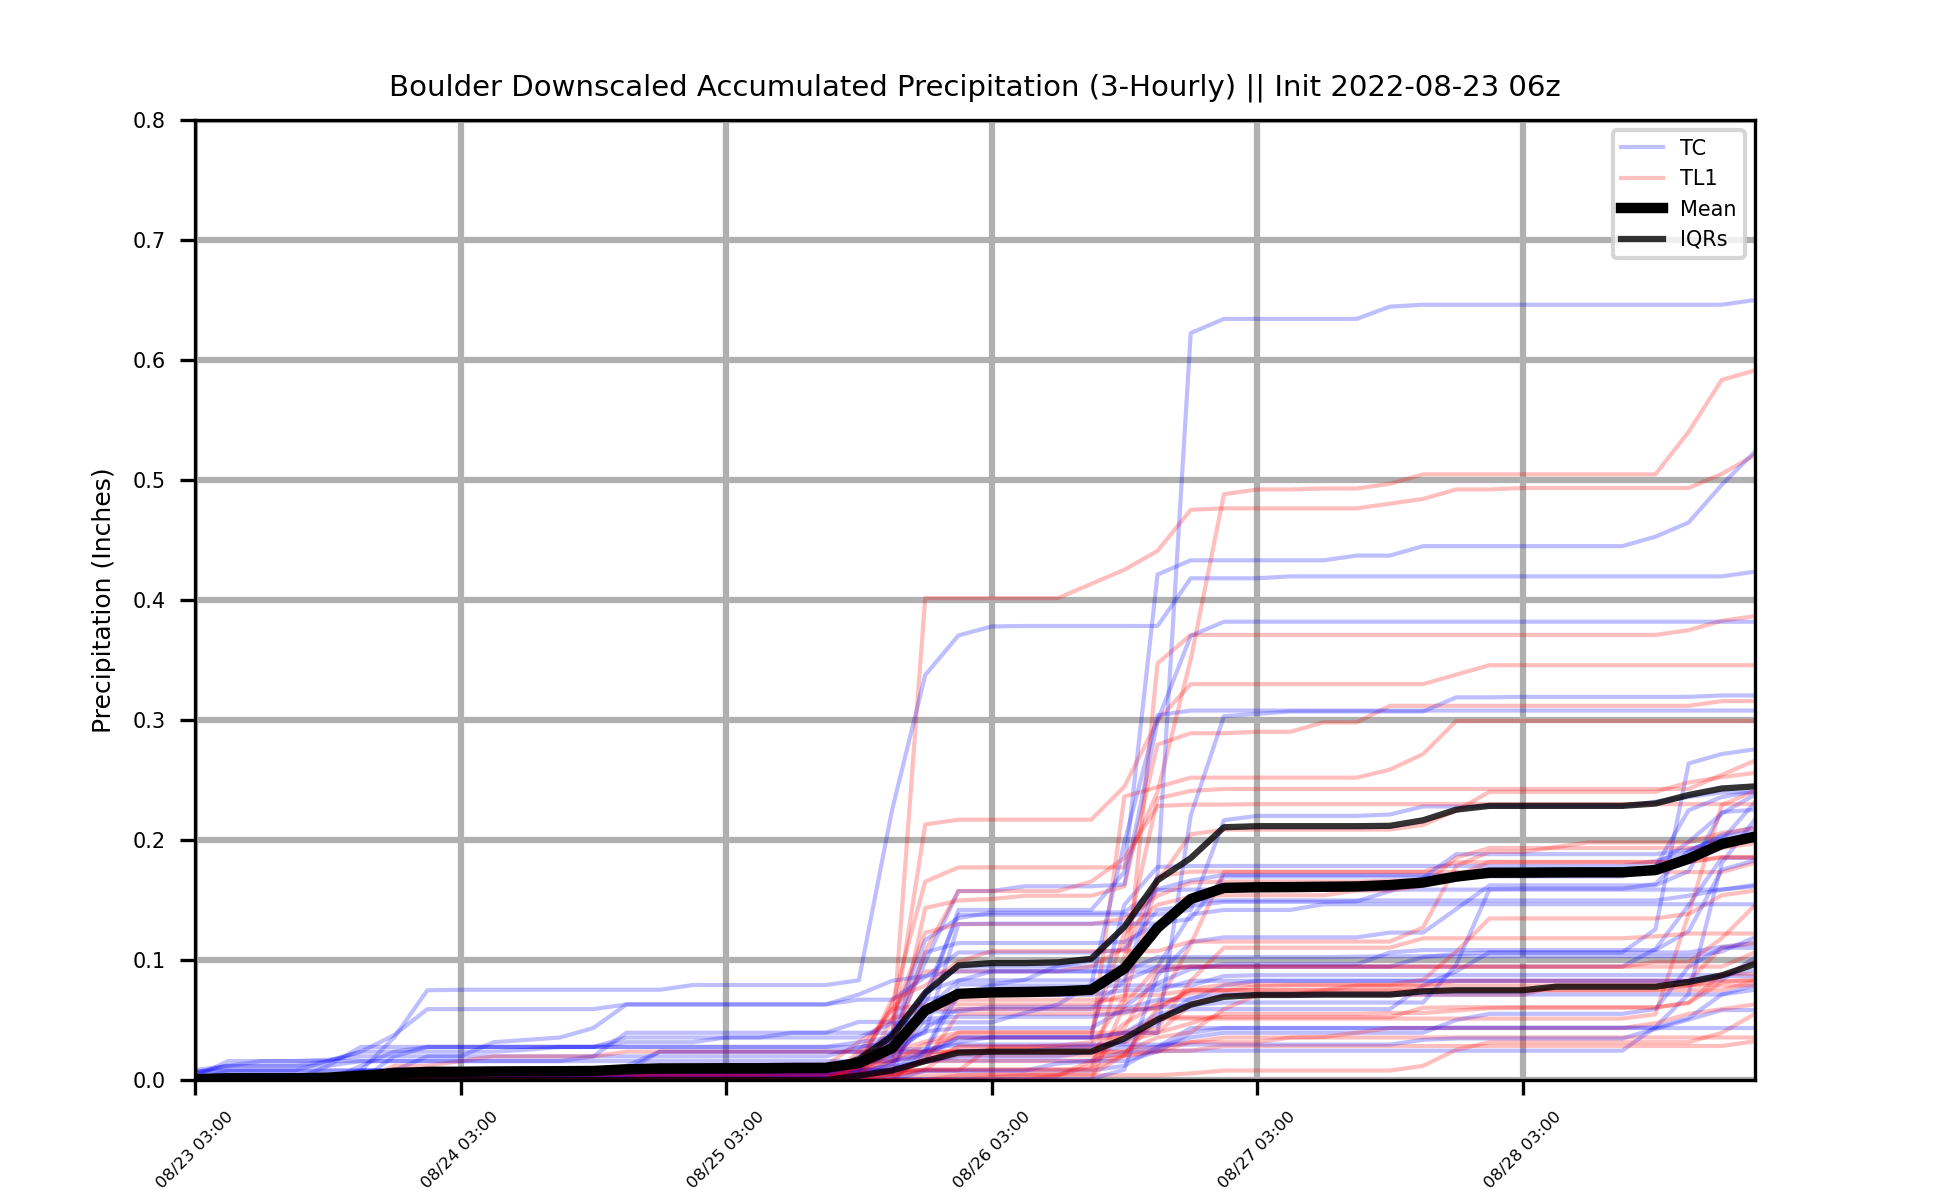 Boulder Downscaled Accumulated Precipitation (3-Hourly) || Init 2022-08-23 06z
TC
TL1
Mean
IQRs
Precipitation (Inches)
0.8
0.7
0.6
0.5
0.4
0.3
0.2
0.1
0.0
08/23 03:00
08/24 03:00
08/25 03:00
08/26 03:00
08/27 03:00
08/28 03:00